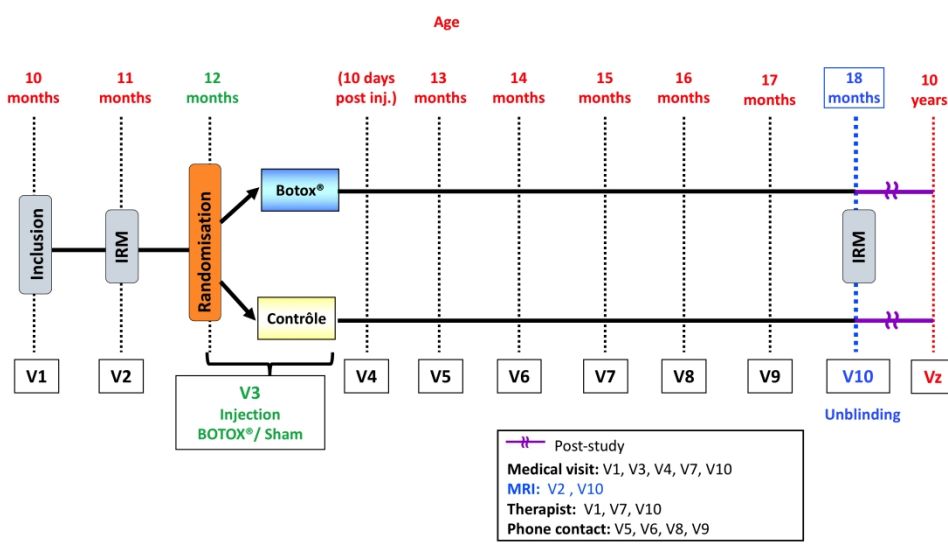 Age
10 months
11 months
12 months
(10 days post inj.)
13 months
14 months
15 months
16 months
17 months
18 months
10 years
Inclusion
IRM
Randomisation
Botox®
Contrôle
IRM
V1
V2
V3
Injection
BOTOX®/ Sham
V4
V5
V6
V7
V8
V9
V10
Vz
Unblinding
Post-study
Medical visit: V1, V3, V4, V7, V10
MRI: V2 , V10
Therapist: V1, V7, V10
Phone contact: V5, V6, V8, V9